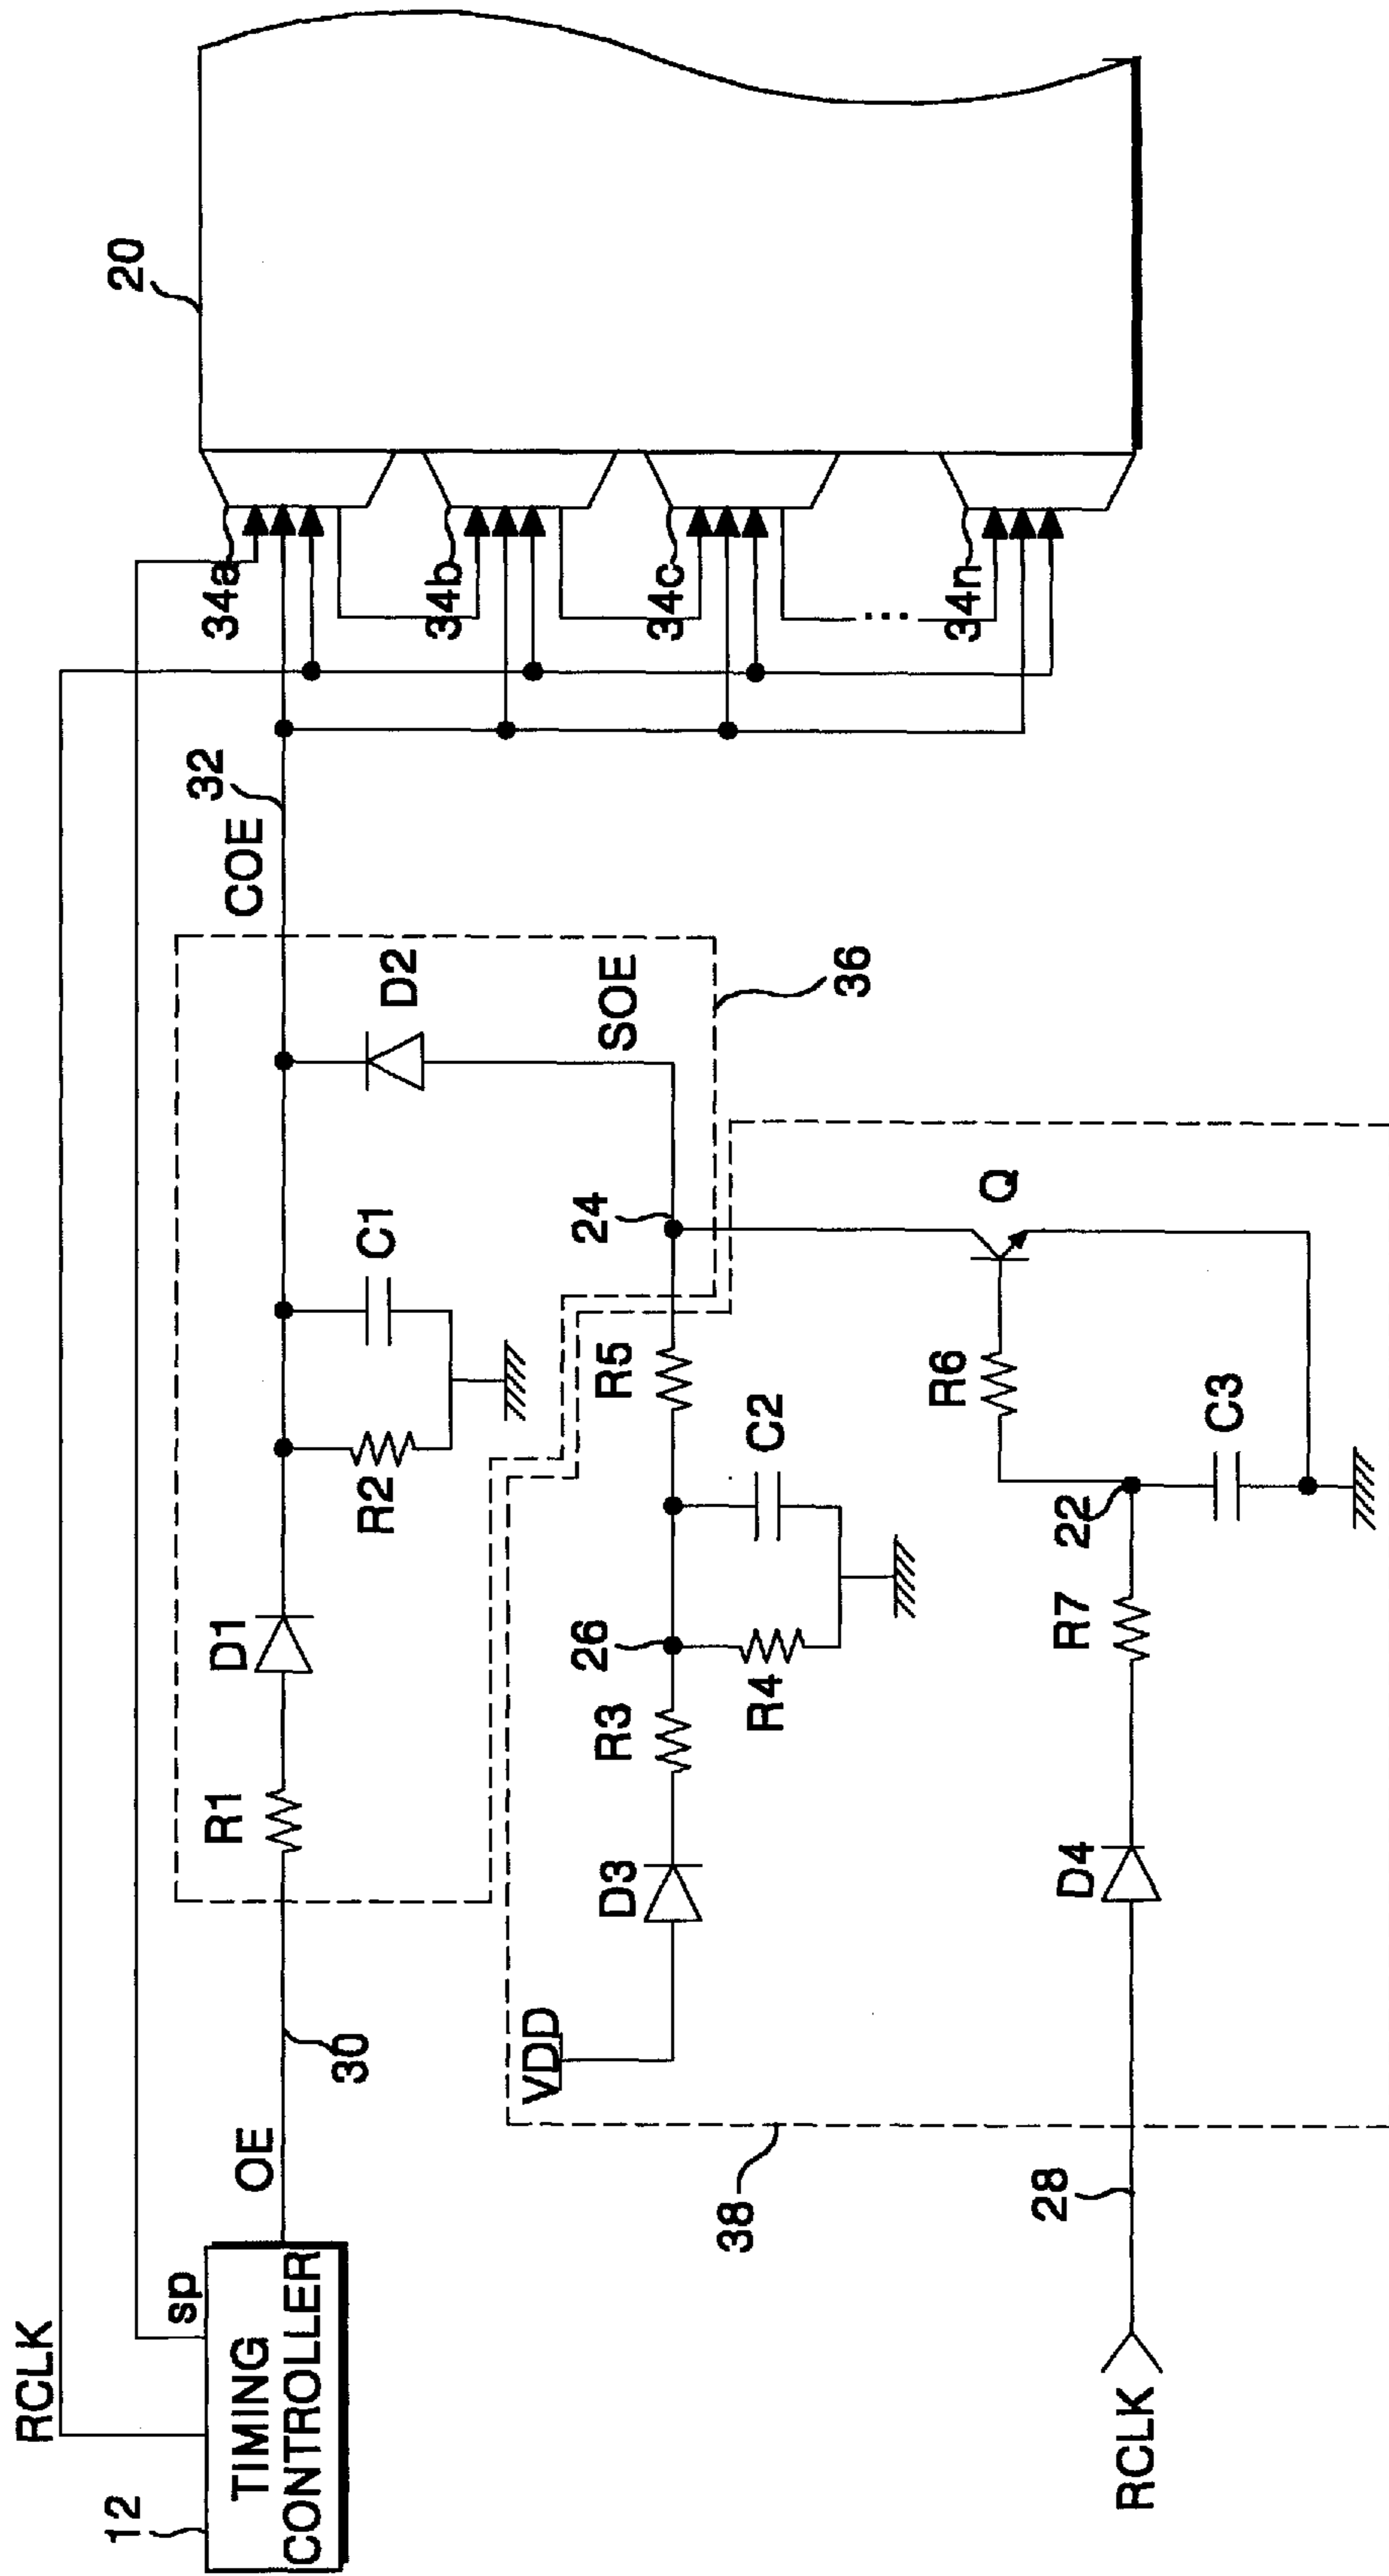 RCLK
12
sp
TIMING
CONTROLLER
OE
30
R1
D1
R2
C1
D2
COE
32
36
SOE
34a
34b
34c
...
34n
20
38
VDD
D3
R3
26
R4
C2
R5
24
Q
R6
RCLK
28
D4
R7
22
C3